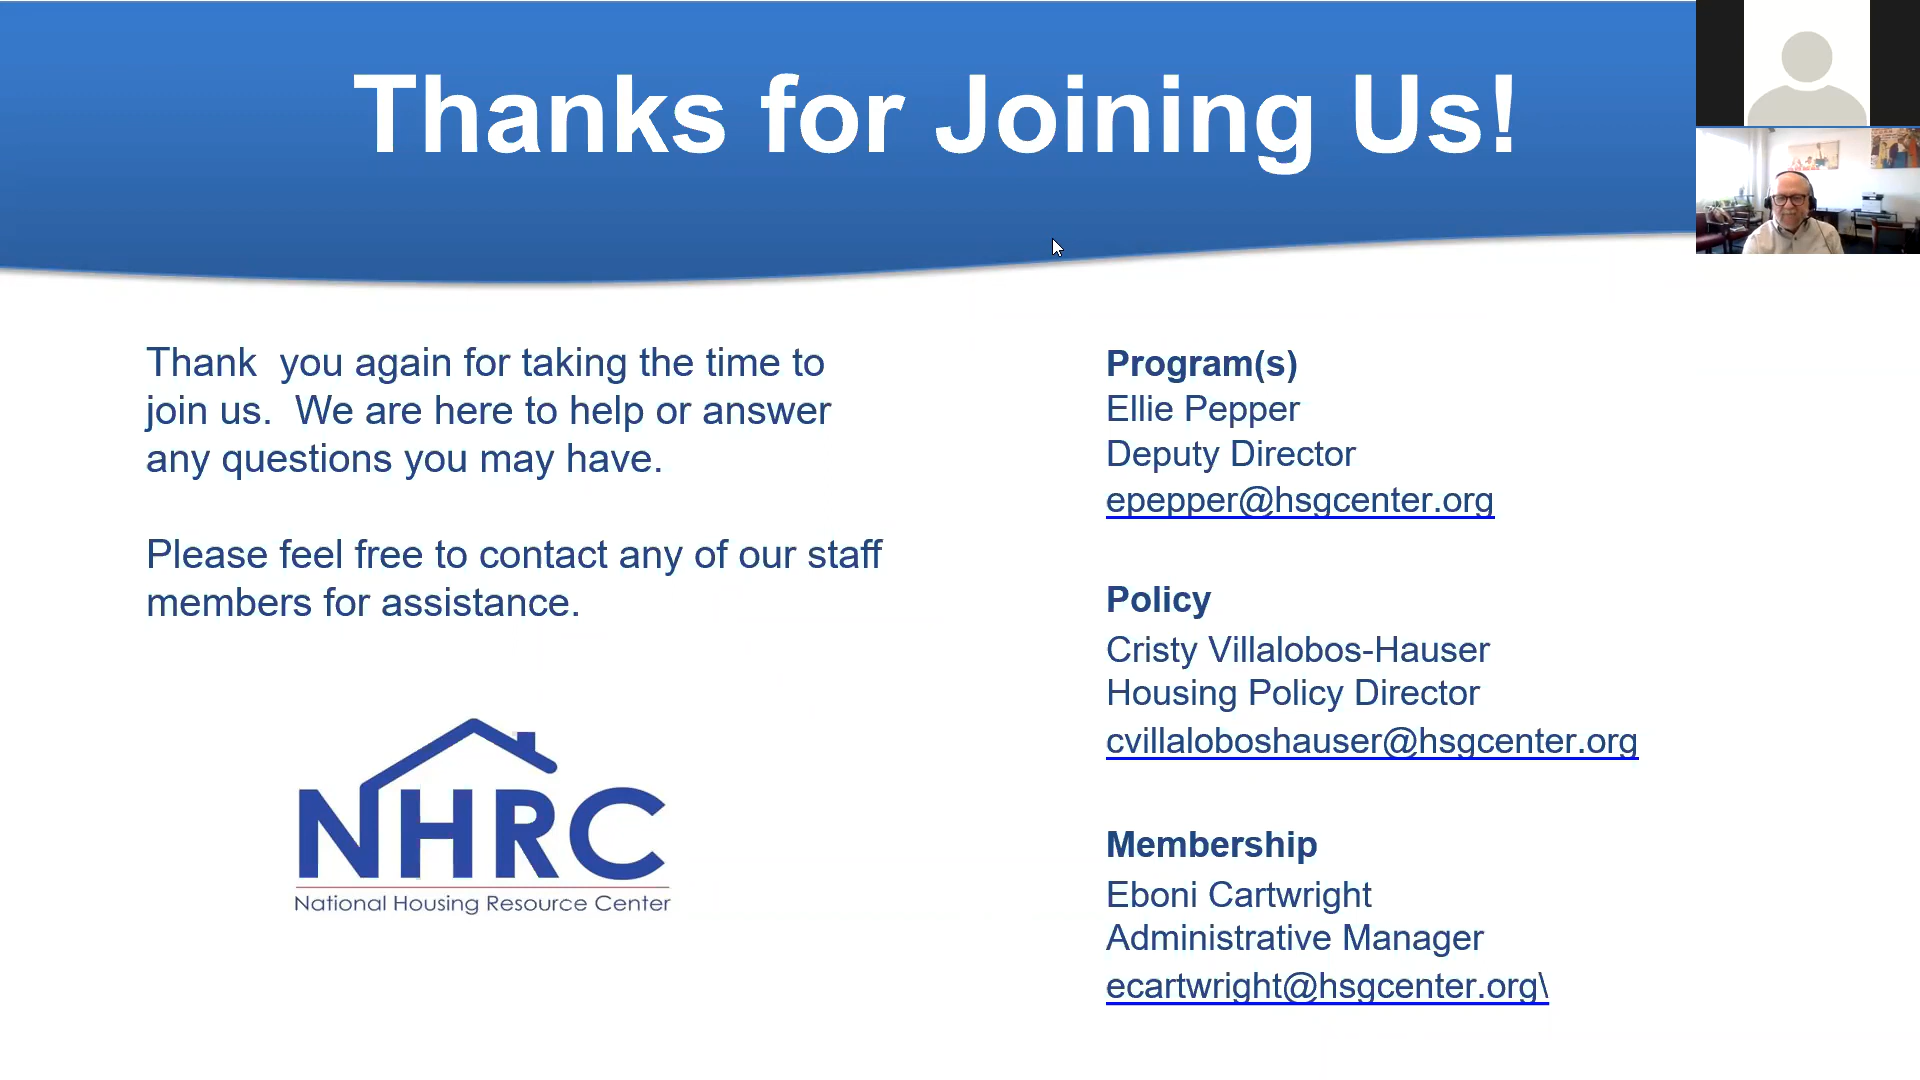 Thanks for Joining Us!
Thank  you again for taking the time to
join us.  We are here to help or answer
any questions you may have.
Please feel free to contact any of our staff
members for assistance.
NHRC
National Housing Resource Center
Program(s)
Ellie Pepper
Deputy Director
epepper@hsgcenter.org
Policy
Cristy Villalobos-Hauser
Housing Policy Director
cvillaloboshauser@hsgcenter.org
Membership
Eboni Cartwright
Administrative Manager
ecartwright@hsgcenter.org\